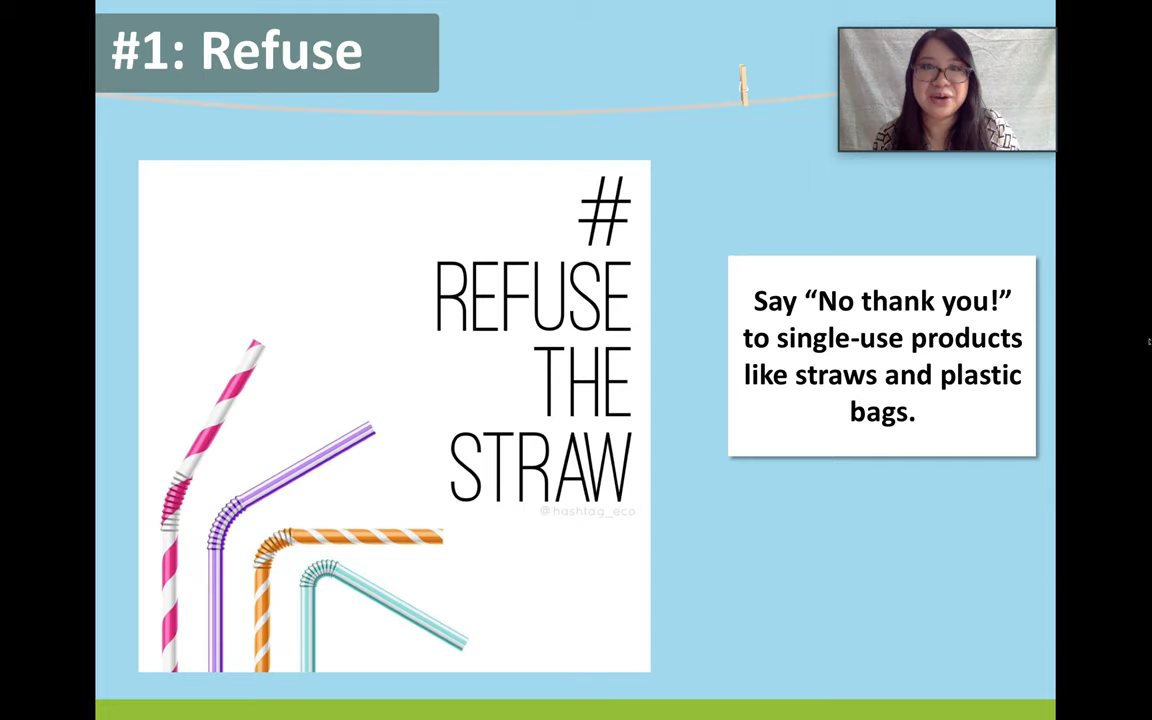 #1: Refuse
#
REFUSE
THE
STRAW
@hashtag_eco
Say “No thank you!”
to single-use products
like straws and plastic
bags.